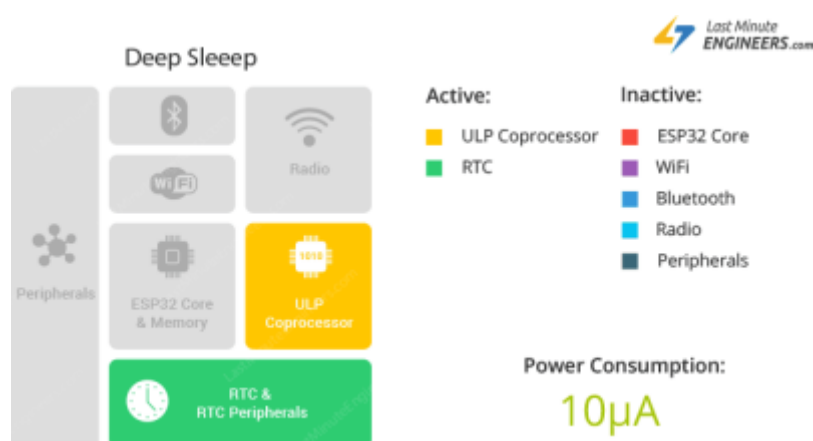 Last Minute
ENGINEERS.com
Deep Sleeep
Radio
WiFi
Peripherals
ESP32 Core
& Memory
1010
ULP
Coprocessor
RTC &
RTC Peripherals
Active:
ULP Coprocessor
RTC
Inactive:
ESP32 Core
WiFi
Bluetooth
Radio
Peripherals
Power Consumption:
10µA